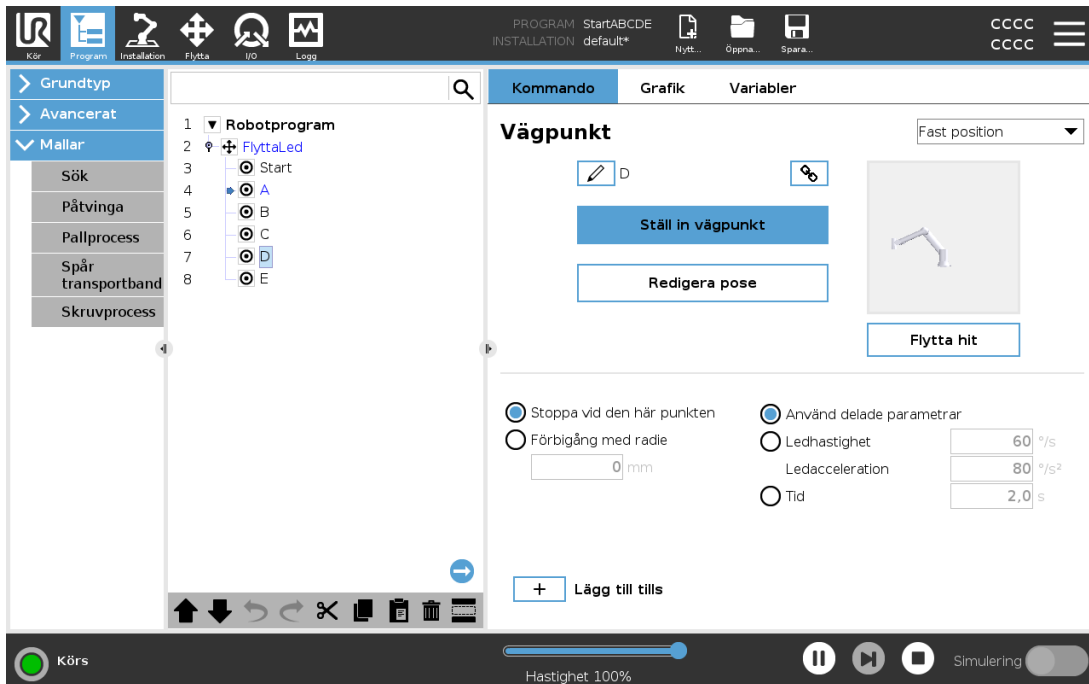 PROGRAM StartABCDE
INSTALLATION default*
CCCC
CCCC
Kör
Program
Installation
Flytta
I/O
Logg
Nytt...
Öppna...
Spara...
Grundtyp
Avancerat
Mallar
Sök
Påtvinga
Pallprocess
Spår
transportband
Skruvprocess
1 Robotprogram
2 FlyttaLed
3 Start
4 A
5 B
6 C
7 D
8 E
Kommando
Grafik
Variabler
Vägpunkt
Fast position
D
Ställ in vägpunkt
Redigera pose
Flytta hit
Stoppa vid den här punkten
Förbigång med radie
0 mm
Använd delade parametrar
Ledhastighet 60 °/s
Ledacceleration 80 °/s²
Tid 2,0 s
+ Lägg till tills
Körs
Hastighet 100%
Simulering